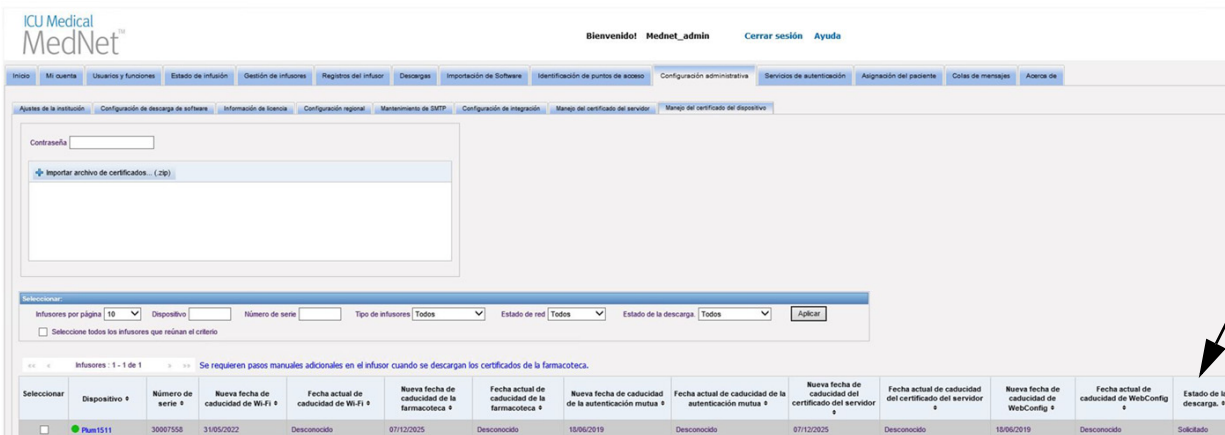 ICU Medical
MedNet™
Bienvenido! Mednet_admin Cerrar sesión Ayuda
Inicio Mi cuenta Usuarios y funciones Estado de infusión Gestión de infusores Registros del infusor Descargas Importación de Software Identificación de puntos de acceso Configuración administrativa Servicios de autenticación Asignación del paciente Colas de mensajes Acerca de
Ajustes de la institución Configuración de descarga de software Información de licencia Configuración regional Mantenimiento de SMTP Configuración de integración Manejo del certificado del servidor Manejo del certificado del dispositivo
Contraseña
Importar archivo de certificados... (.zip)
Seleccionar:
Infusores por página 10 Dispositivo Número de serie Tipo de infusores Todos Estado de red Todos Estado de la descarga. Todos Aplicar
Seleccione todos los infusores que reúnan el criterio
<< < Infusores : 1 - 1 de 1 > >> Se requieren pasos manuales adicionales en el infusor cuando se descargan los certificados de la farmacoteca.
Seleccionar Dispositivo Número de serie Nueva fecha de caducidad de Wi-Fi Fecha actual de caducidad de Wi-Fi Nueva fecha de caducidad de la farmacoteca Fecha actual de caducidad de la farmacoteca Nueva fecha de caducidad de la autenticación mutua Fecha actual de caducidad de la autenticación mutua Nueva fecha de caducidad del certificado del servidor Fecha actual de caducidad del certificado del servidor Nueva fecha de caducidad de WebConfig Fecha actual de caducidad de WebConfig Estado de la descarga.
Plum1511 30007558 31/05/2022 Desconocido 07/12/2025 Desconocido 18/06/2019 Desconocido 07/12/2025 Desconocido 18/06/2019 Desconocido Solicitado